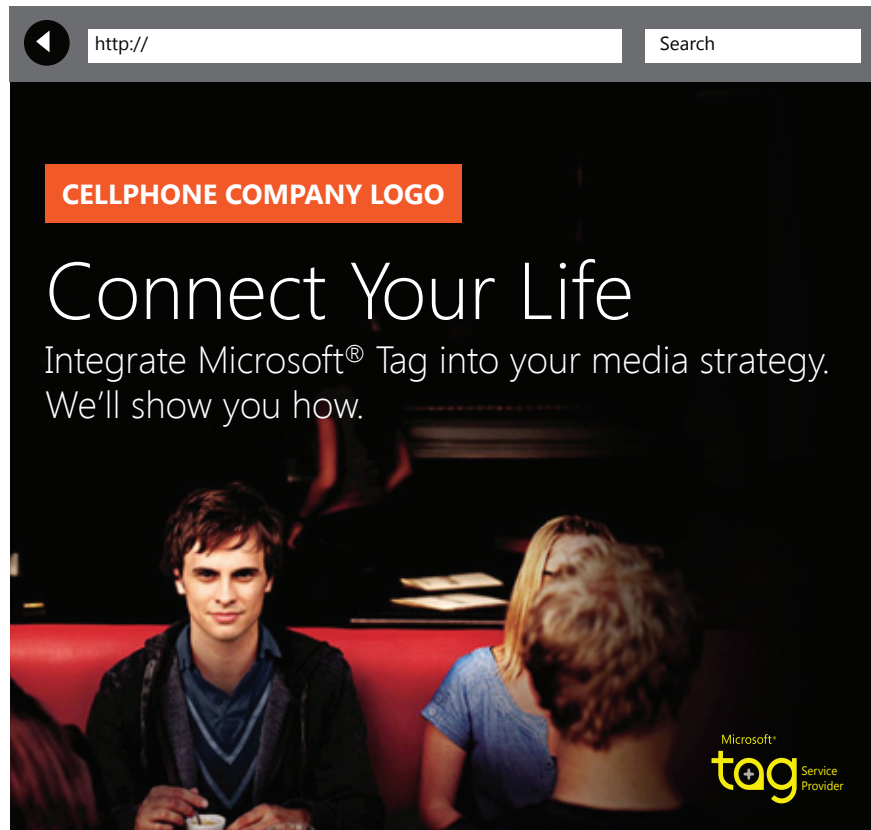 http://
Search
CELLPHONE COMPANY LOGO
Connect Your Life
Integrate Microsoft® Tag into your media strategy.
We’ll show you how.
Microsoft®
tag
Service
Provider